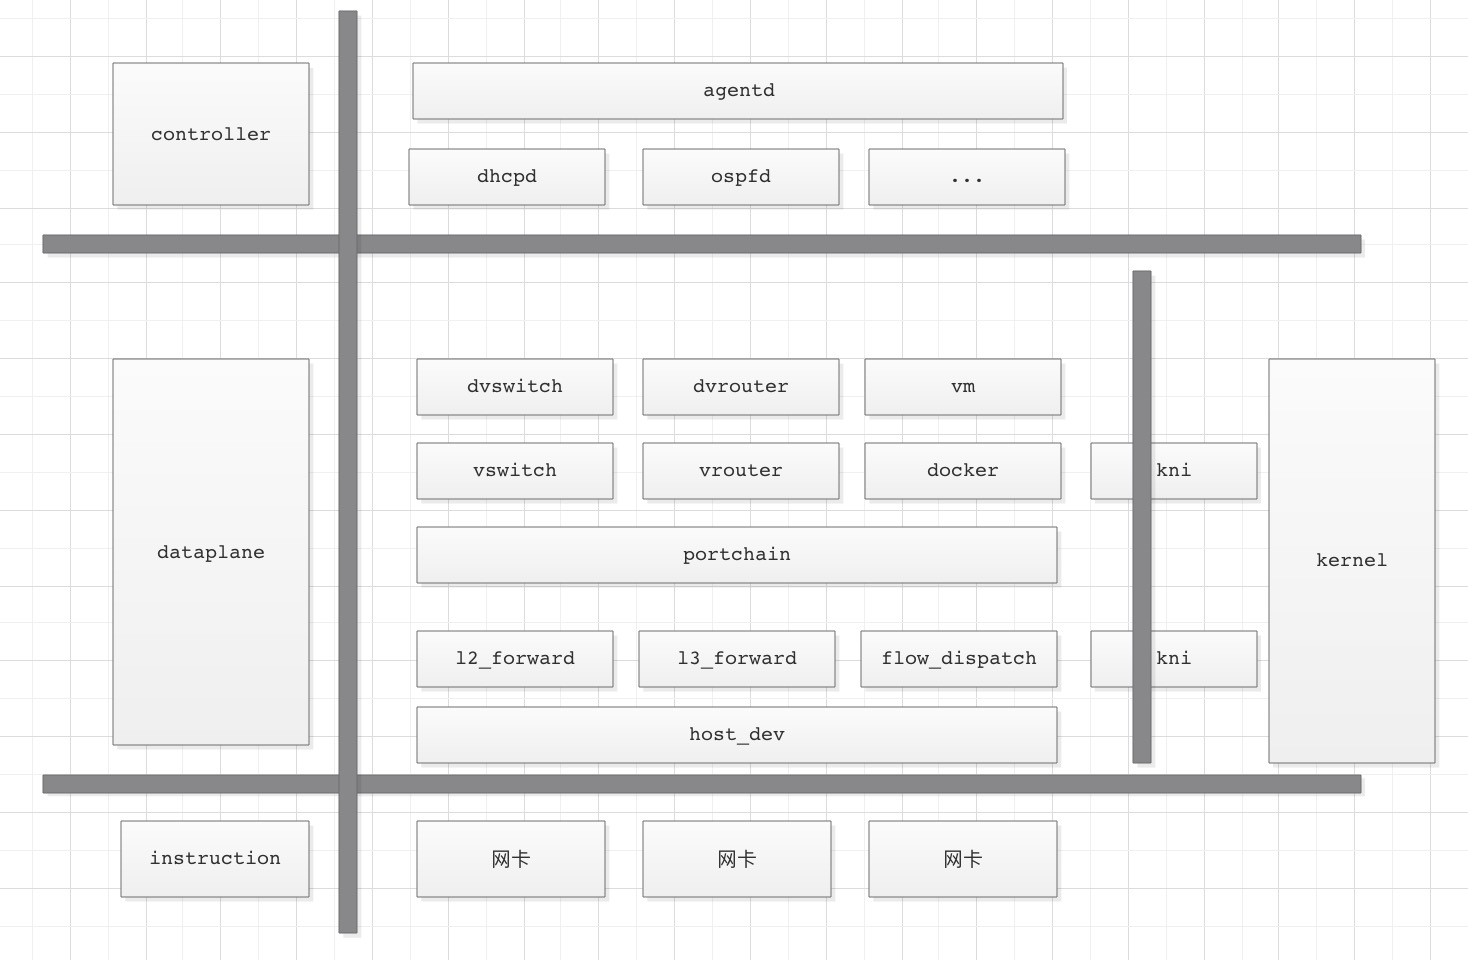 controller
agentd
dhcpd
ospfd
...
dataplane
dvswitch
dvrouter
vm
vswitch
vrouter
docker
kni
portchain
kernel
l2_forward
l3_forward
flow_dispatch
kni
host_dev
instruction
网卡
网卡
网卡